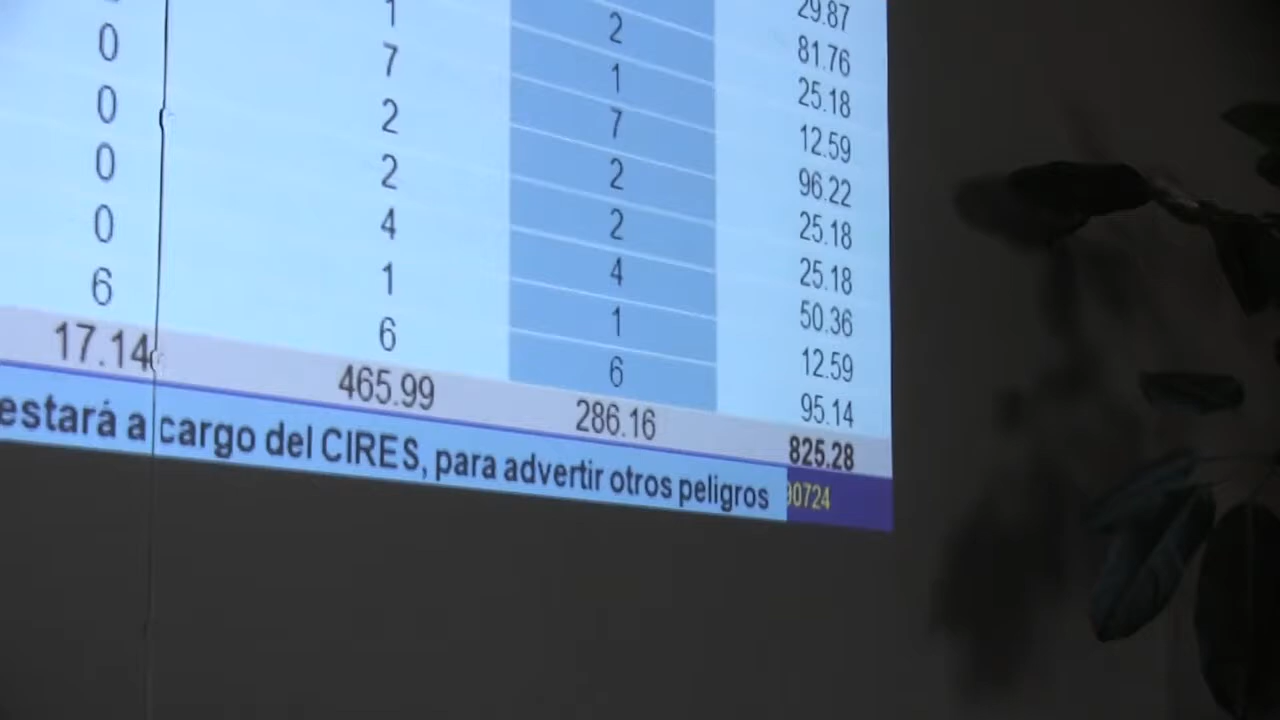 29.87
81.76
2 25.18
1 1 12.59
7 7 96.22
0 2 2 25.18
0 2 2 25.18
0 4 4 50.36
0 1 1 12.59
6 6 6 95.14
17.14 465.99 286.16 825.28
estará a cargo del CIRES, para advertir otros peligros
0724